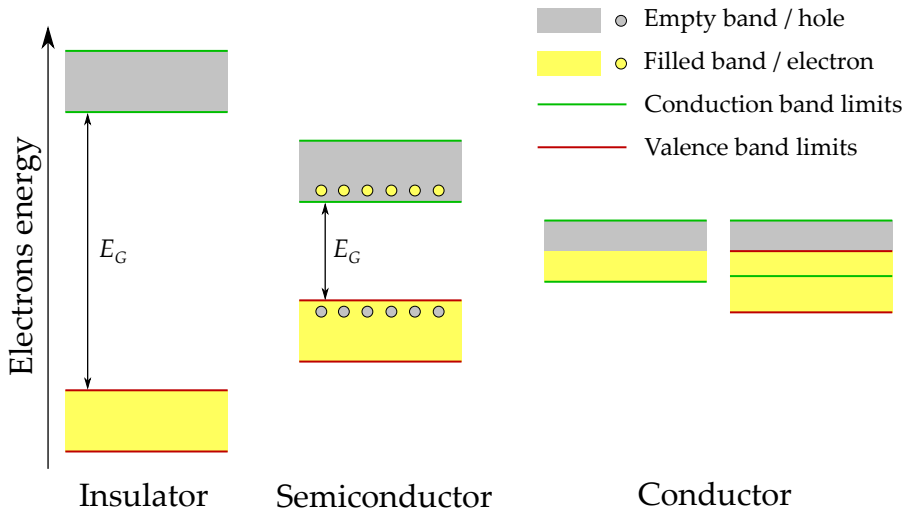 Empty band / hole
Filled band / electron
Conduction band limits
Valence band limits
Electrons energy
E_G
E_G
Insulator
Semiconductor
Conductor